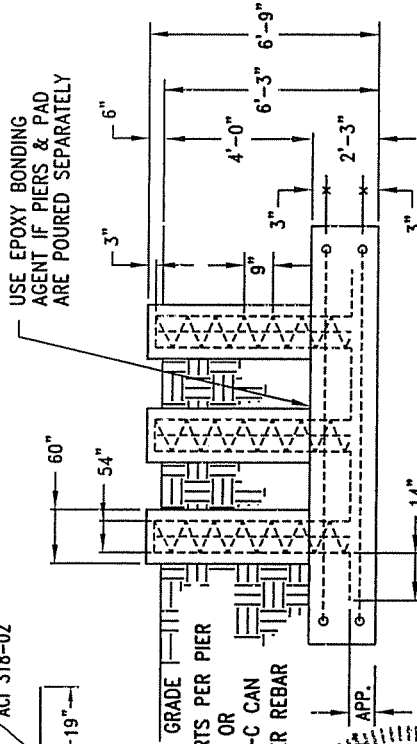 ACI 318-02
-19"
USE EPOXY BONDING
AGENT IF PIERS & PAD
ARE POURED SEPARATELY
60"
54"
3"
6"
9"
4'-0"
6'-3"
6'-9"
3"
2'-3"
3"
GRADE
RTS PER PIER
OR
-C CAN
R REBAR
APP.
14"